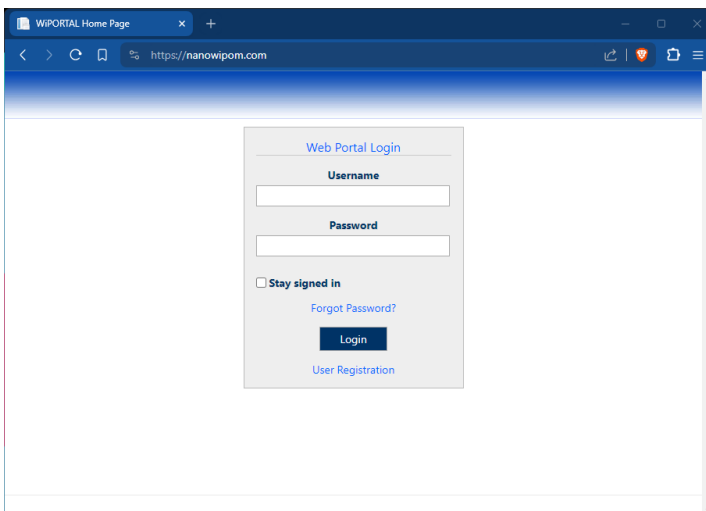 WiPORTAL Home Page
https://nanowipom.com
Web Portal Login
Username
Password
Stay signed in
Forgot Password?
Login
User Registration